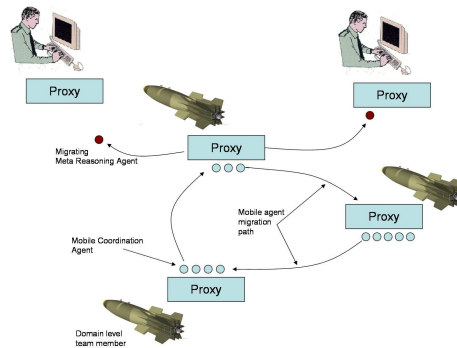 Proxy
Proxy
Migrating
Meta Reasoning Agent
Proxy
Proxy
Mobile agent
migration
path
Mobile Coordination
Agent
Proxy
Domain level
team member